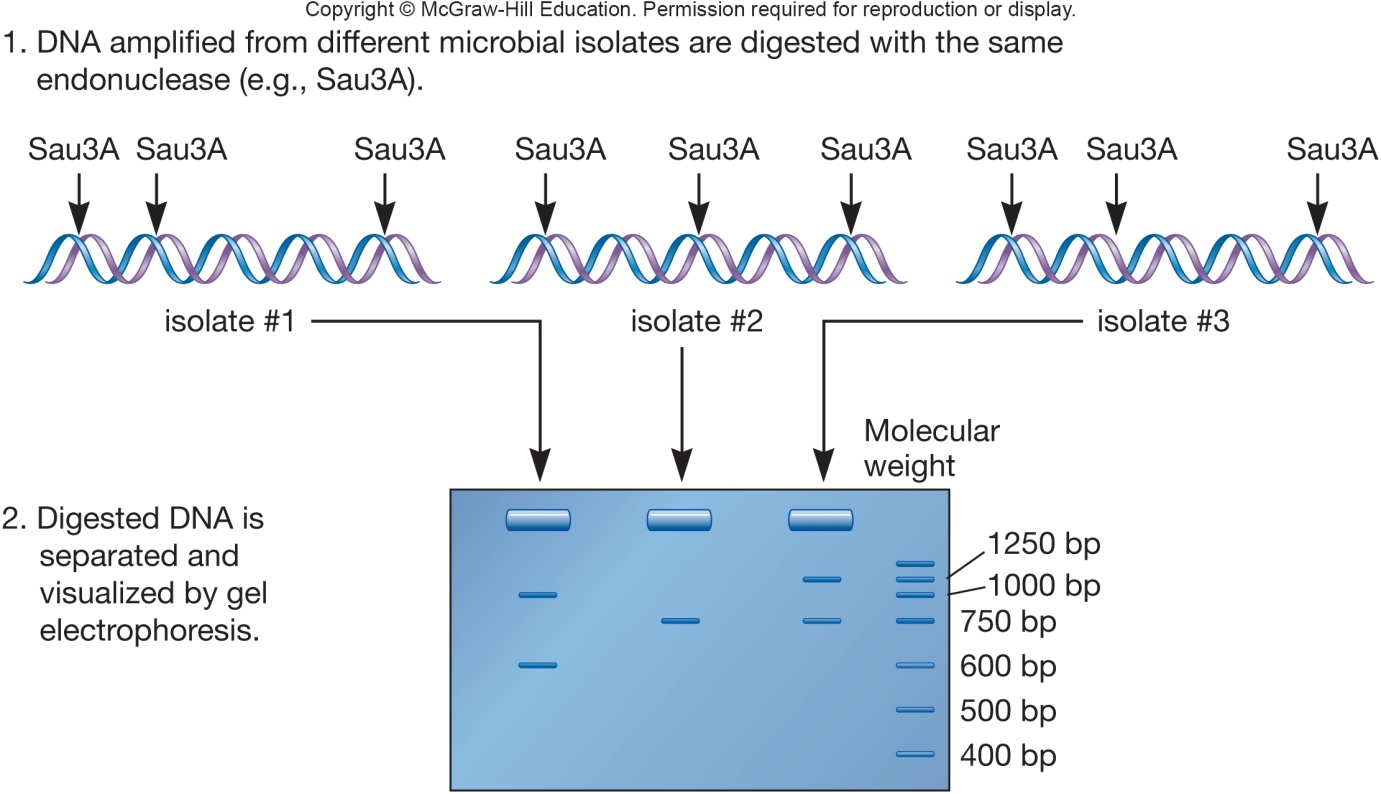 Copyright © McGraw-Hill Education. Permission required for reproduction or display.
1. DNA amplified from different microbial isolates are digested with the same
endonuclease (e.g., Sau3A).
Sau3A Sau3A Sau3A Sau3A Sau3A Sau3A Sau3A Sau3A Sau3A
isolate #1 isolate #2 isolate #3
Molecular
weight
2. Digested DNA is
separated and
visualized by gel
electrophoresis.
1250 bp
1000 bp
750 bp
600 bp
500 bp
400 bp